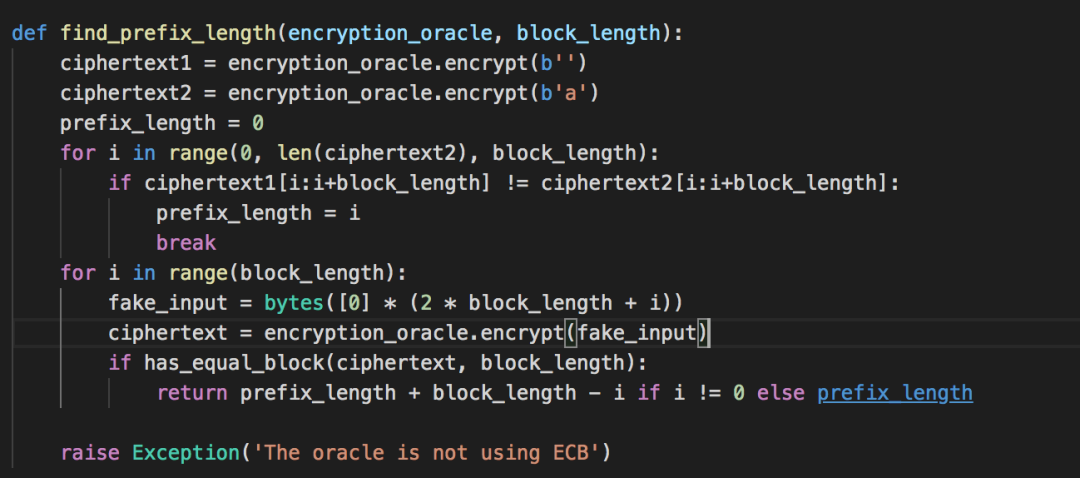 def find_prefix_length(encryption_oracle, block_length):
    ciphertext1 = encryption_oracle.encrypt(b'')
    ciphertext2 = encryption_oracle.encrypt(b'a')
    prefix_length = 0
    for i in range(0, len(ciphertext2), block_length):
        if ciphertext1[i:i+block_length] != ciphertext2[i:i+block_length]:
            prefix_length = i
            break
    for i in range(block_length):
        fake_input = bytes([0] * (2 * block_length + i))
        ciphertext = encryption_oracle.encrypt(fake_input)
        if has_equal_block(ciphertext, block_length):
            return prefix_length + block_length - i if i != 0 else prefix_length
    raise Exception('The oracle is not using ECB')